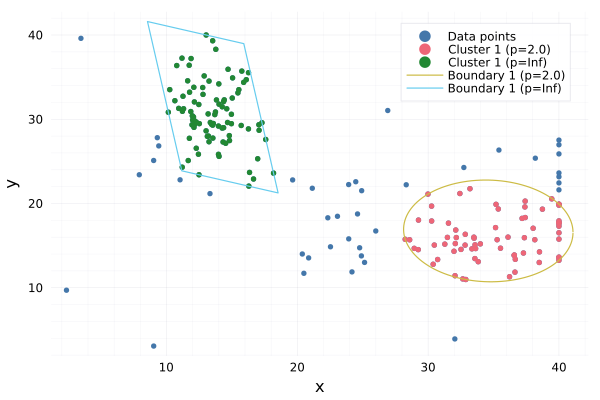 40
30
20
10
y
10
20
30
40
x
Data points
Cluster 1 (p=2.0)
Cluster 1 (p=Inf)
Boundary 1 (p=2.0)
Boundary 1 (p=Inf)